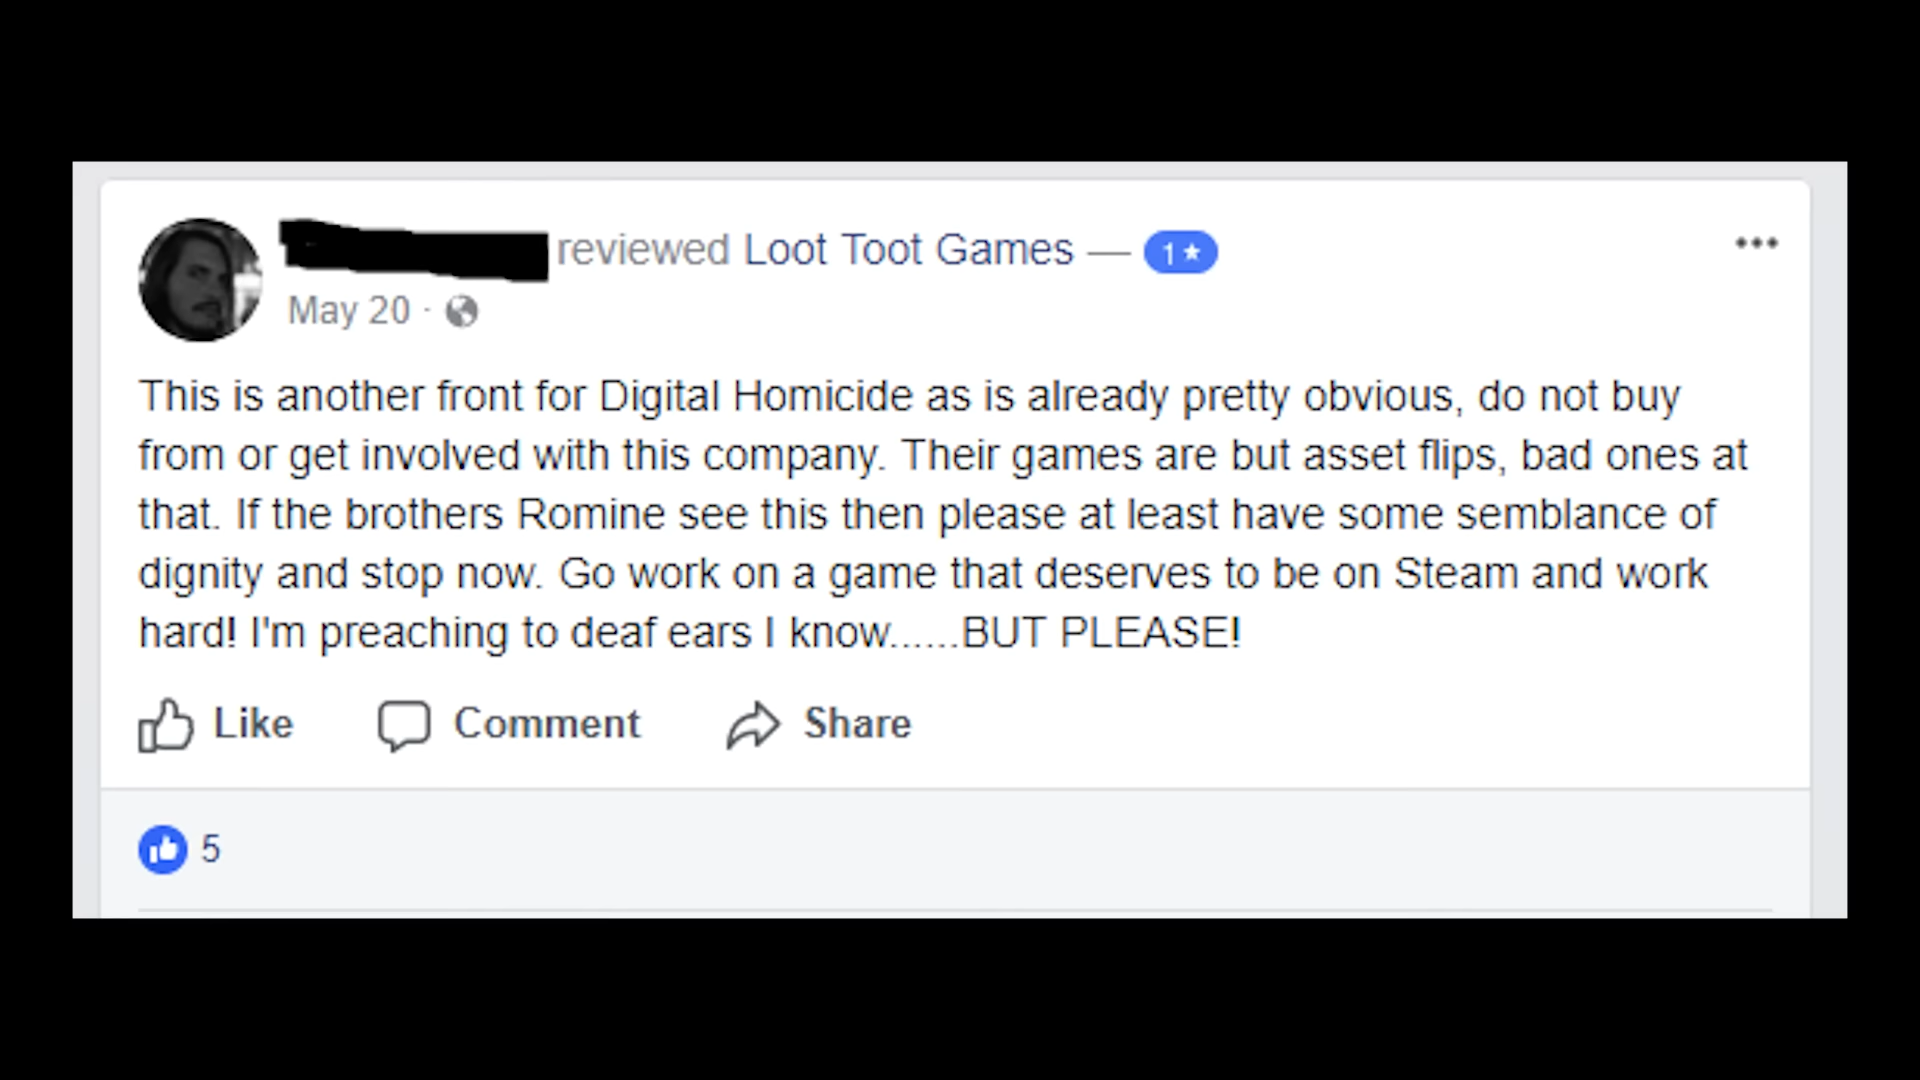 reviewed Loot Toot Games — 1★
May 20 ·
This is another front for Digital Homicide as is already pretty obvious, do not buy
from or get involved with this company. Their games are but asset flips, bad ones at
that. If the brothers Romine see this then please at least have some semblance of
dignity and stop now. Go work on a game that deserves to be on Steam and work
hard! I'm preaching to deaf ears I know......BUT PLEASE!
Like Comment Share
5